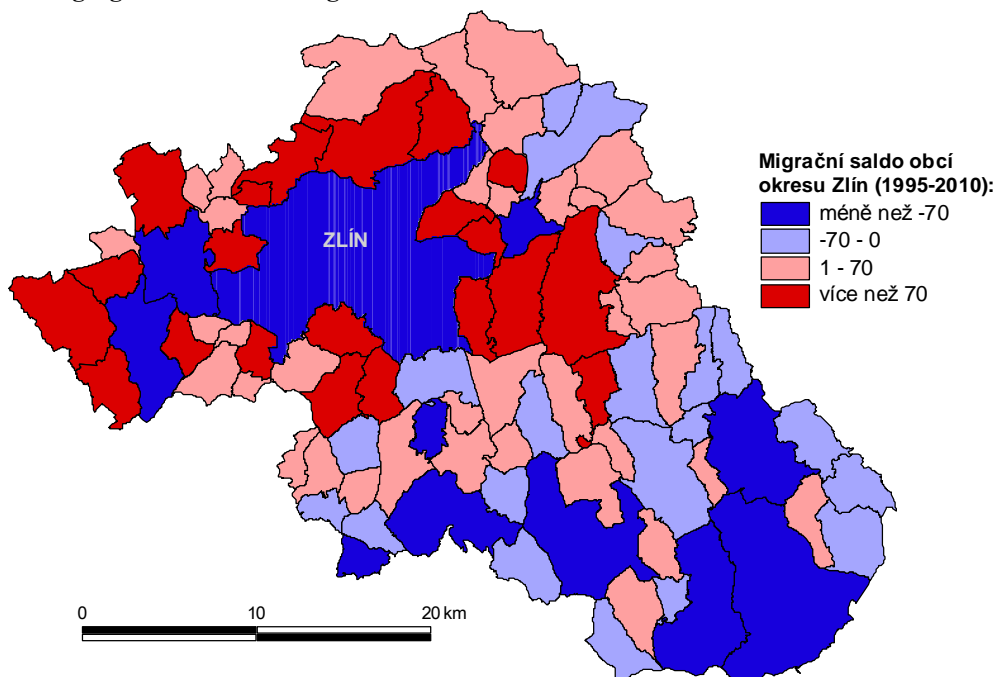 Migrační saldo obcí
okresu Zlín (1995-2010):
méně než -70
-70 - 0
1 - 70
více než 70
ZLÍN
0 10 20 km